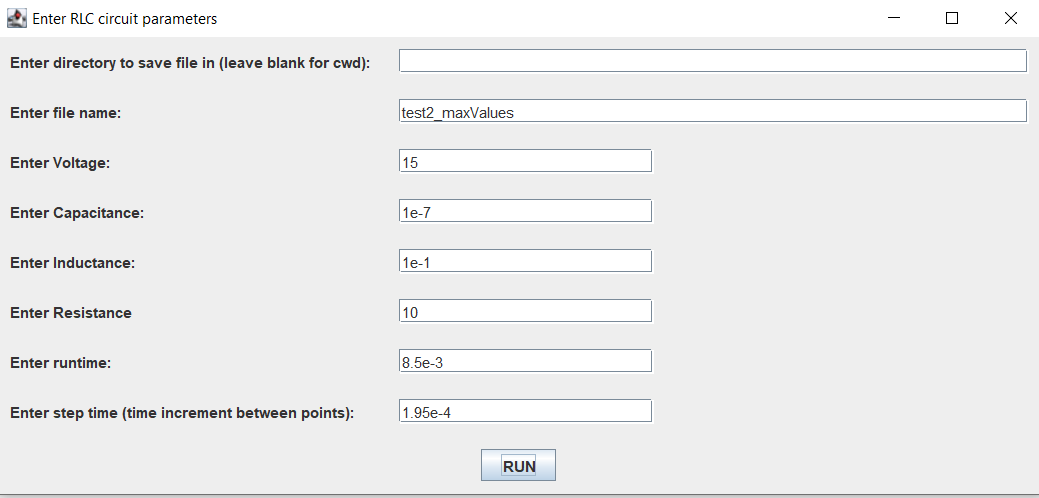 Enter RLC circuit parameters
Enter directory to save file in (leave blank for cwd):
Enter file name: test2_maxValues
Enter Voltage: 15
Enter Capacitance: 1e-7
Enter Inductance: 1e-1
Enter Resistance 10
Enter runtime: 8.5e-3
Enter step time (time increment between points): 1.95e-4
RUN